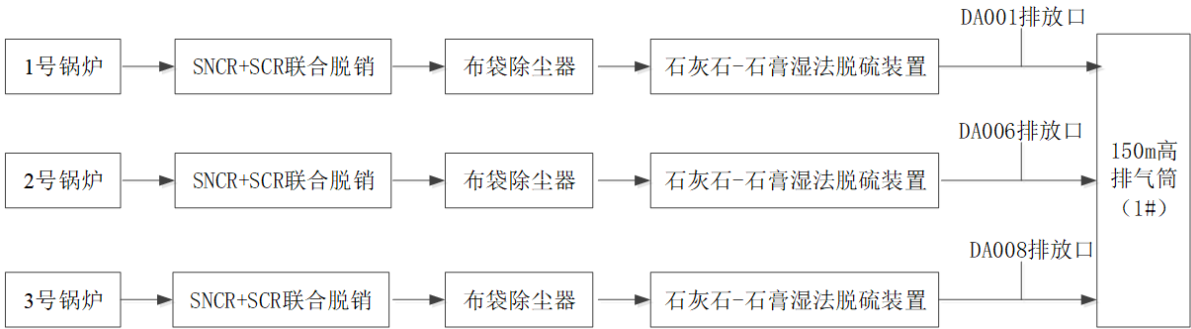 DA001排放口
1号锅炉
SNCR+SCR联合脱销
布袋除尘器
石灰石-石膏湿法脱硫装置
DA006排放口
2号锅炉
SNCR+SCR联合脱销
布袋除尘器
石灰石-石膏湿法脱硫装置
150m高
排气筒
（1#）
DA008排放口
3号锅炉
SNCR+SCR联合脱销
布袋除尘器
石灰石-石膏湿法脱硫装置